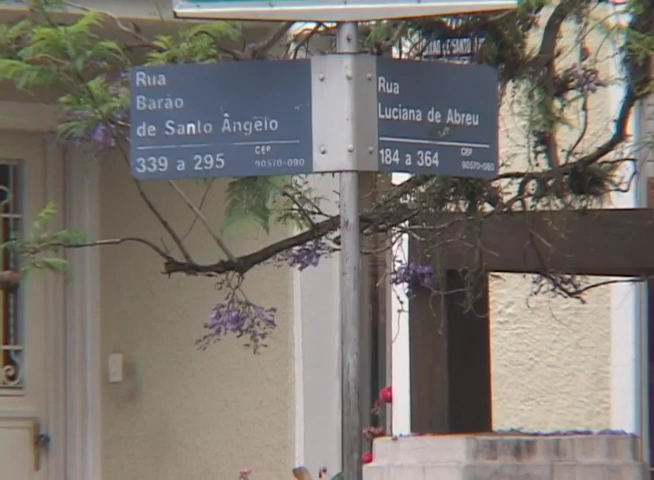 Rua
Barão
de Santo Ângelo
CEP
339 a 295
90570-090
Rua
Luciana de Abreu
CEP
184 a 364
90570-060